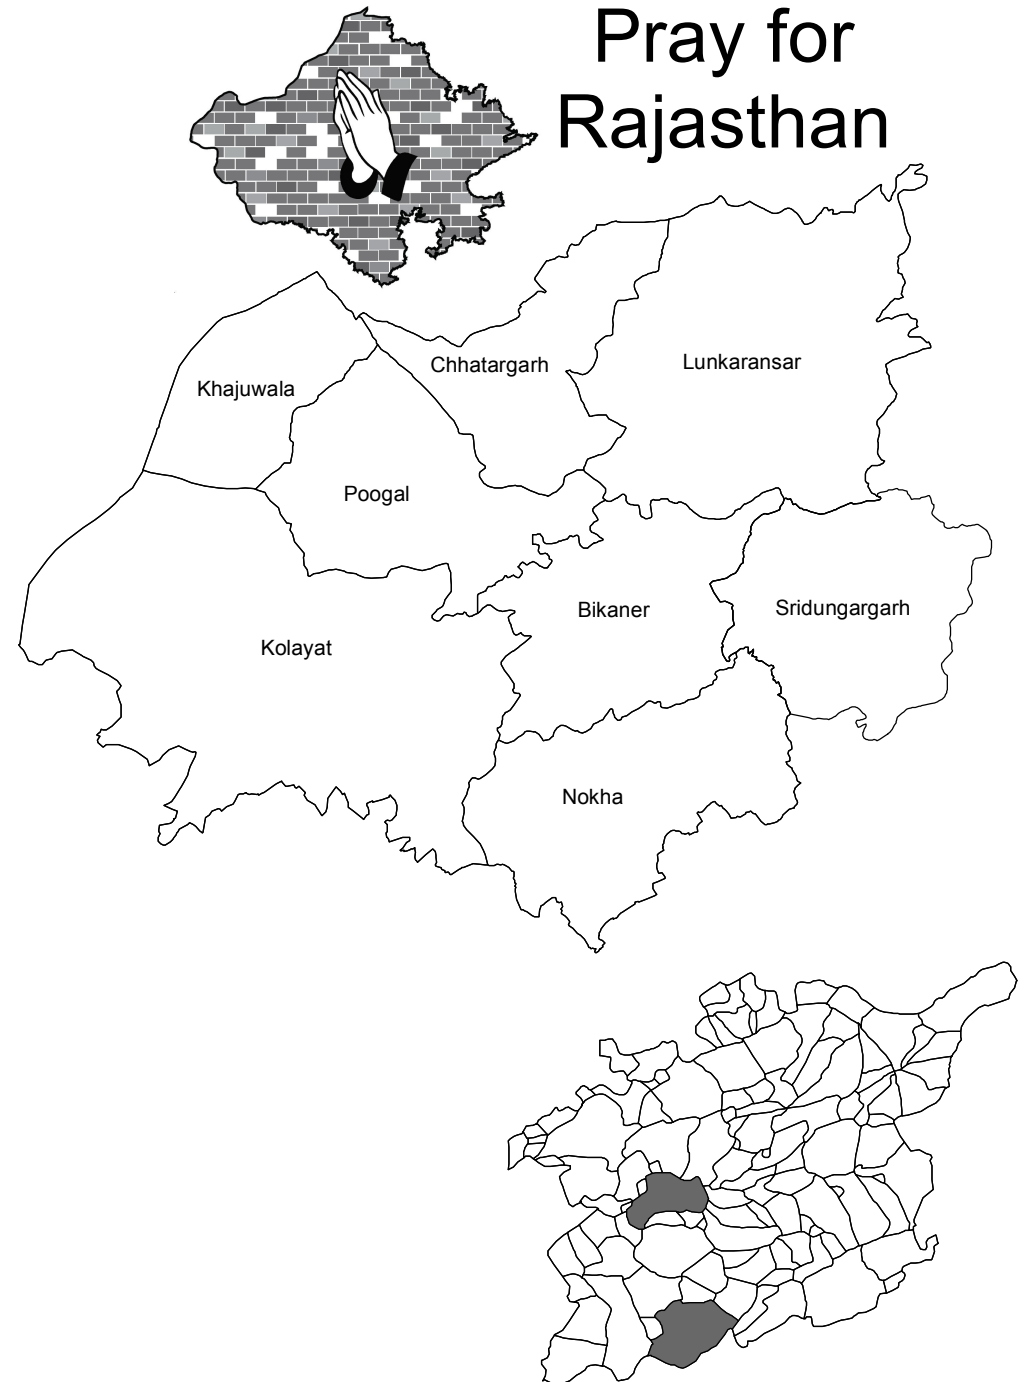 Pray for
Rajasthan
Chhatargarh
Lunkaransar
Khajuwala
Poogal
Bikaner
Sridungargarh
Kolayat
Nokha